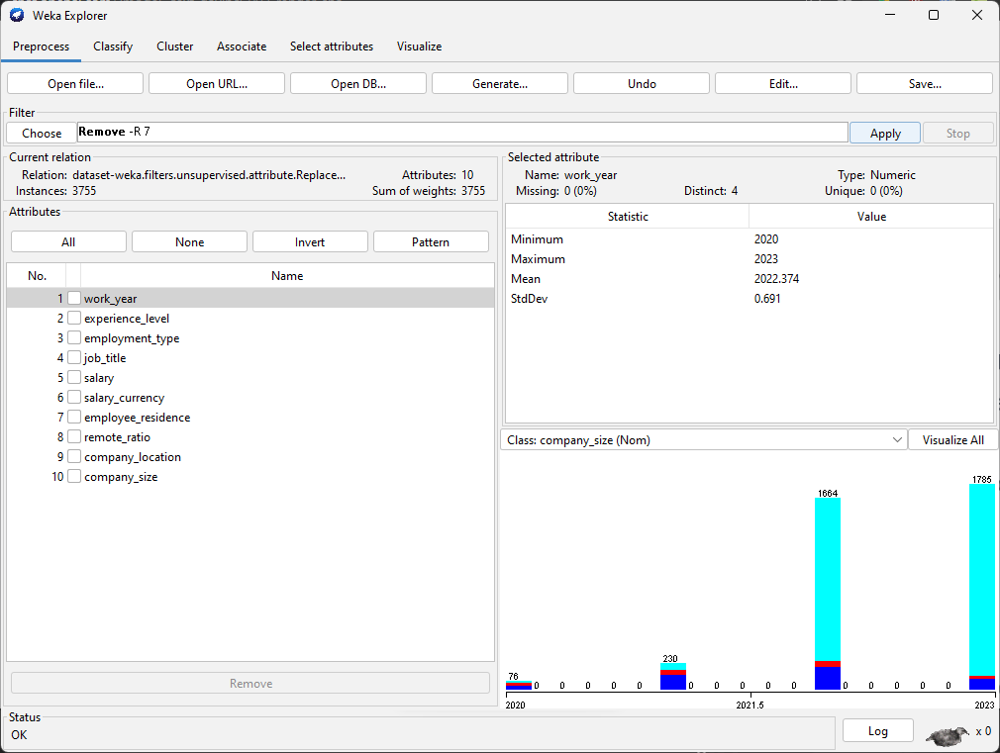 Weka Explorer
Preprocess Classify Cluster Associate Select attributes Visualize
Open file... Open URL... Open DB... Generate... Undo Edit... Save...
Filter
Choose Remove -R 7 Apply Stop
Current relation
Relation: dataset-weka.filters.unsupervised.attribute.Replace... Attributes: 10
Instances: 3755 Sum of weights: 3755
Attributes
All None Invert Pattern
No. Name
1 work_year
2 experience_level
3 employment_type
4 job_title
5 salary
6 salary_currency
7 employee_residence
8 remote_ratio
9 company_location
10 company_size
Remove
Selected attribute
Name: work_year Type: Numeric
Missing: 0 (0%) Distinct: 4 Unique: 0 (0%)
Statistic Value
Minimum 2020
Maximum 2023
Mean 2022.374
StdDev 0.691
Class: company_size (Nom) Visualize All
1785
1664
230
76
0 0 0 0 0 0 0 0 0 0 0 0 0 0 0
2020 2021.5 2023
Status
OK
Log x 0